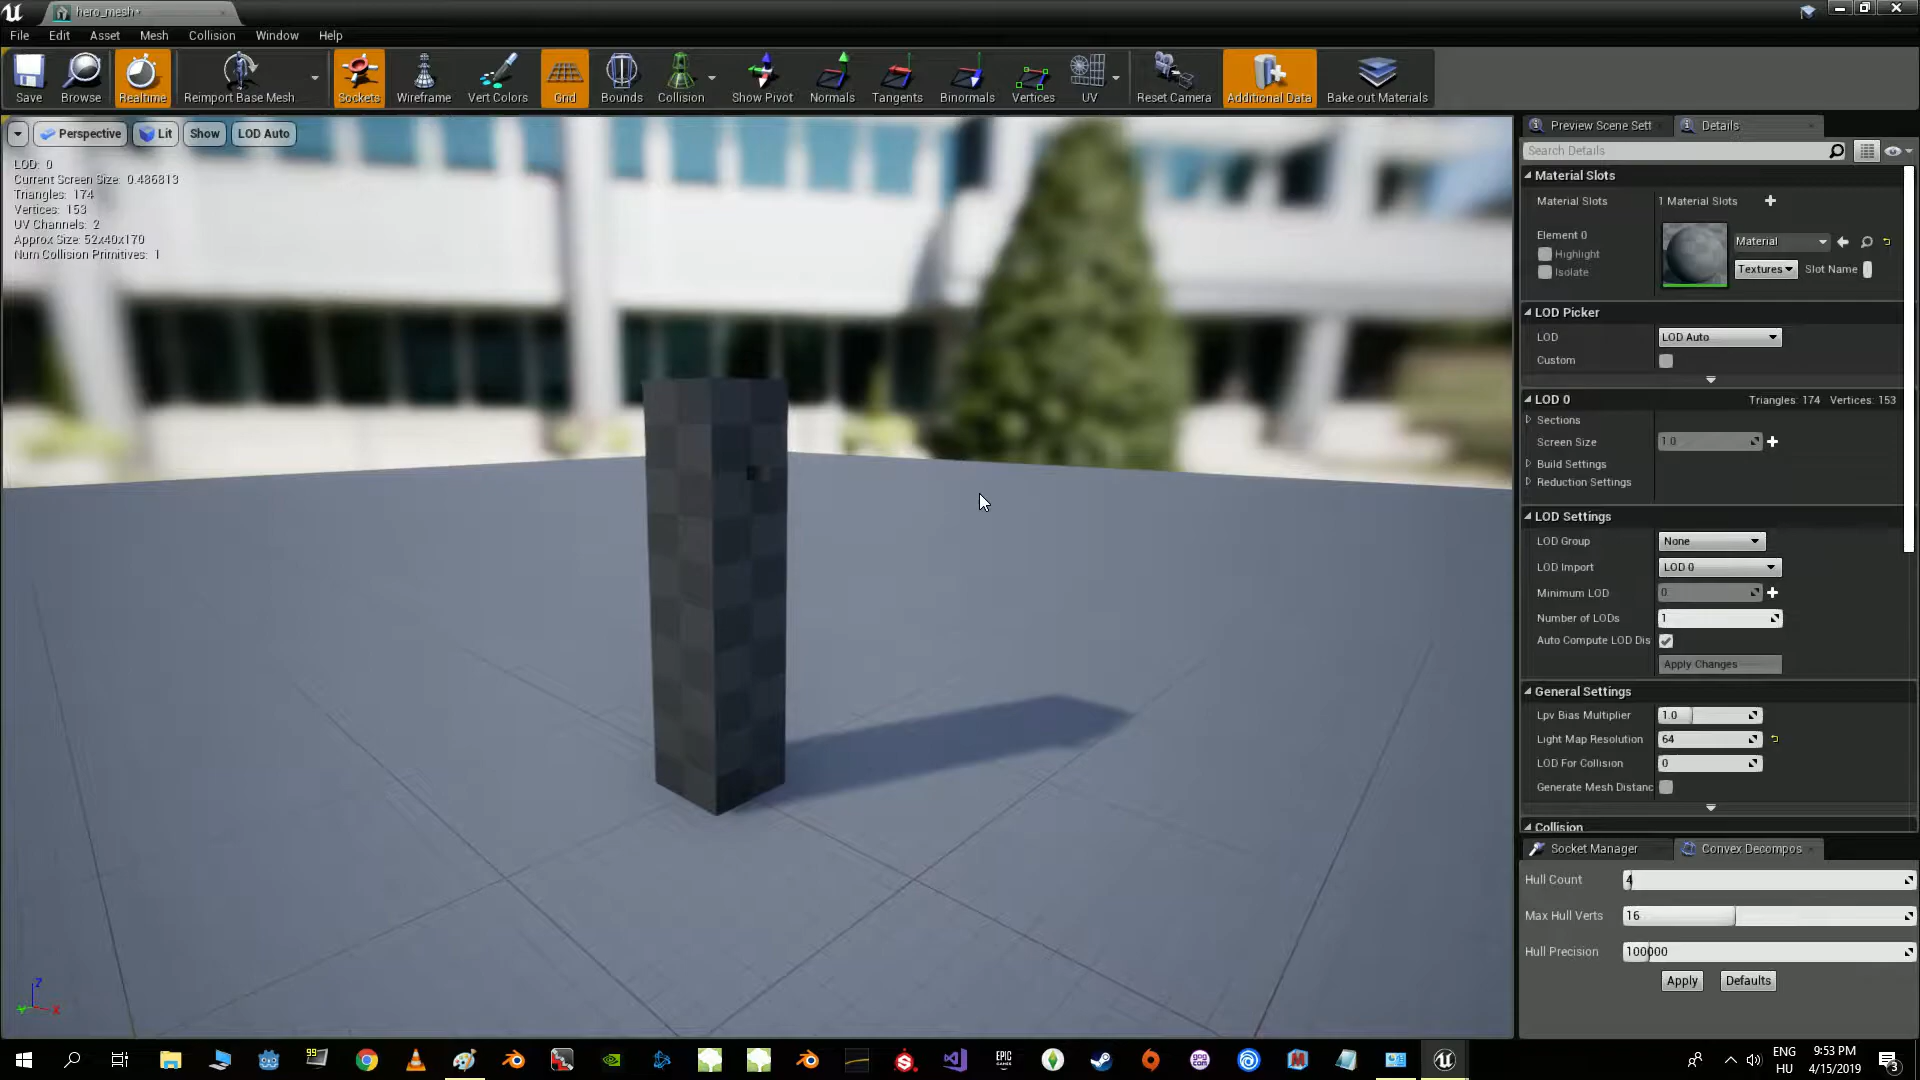 hero_mesh*
File Edit Asset Mesh Collision Window Help
Save Browse Realtime Reimport Base Mesh Sockets Wireframe Vert Colors Grid Bounds Collision Show Pivot Normals Tangents Binormals Vertices UV Reset Camera Additional Data Bake out Materials
Perspective Lit Show LOD Auto
LOD: 0
Current Screen Size: 0.486813
Triangles: 174
Vertices: 153
UV Channels: 2
Approx Size: 52x40x170
Num Collision Primitives: 1
Z
Y X
Preview Scene Sett Details
Search Details
Material Slots
Material Slots 1 Material Slots
Element 0
Highlight
Isolate
Material
Textures Slot Name
LOD Picker
LOD LOD Auto
Custom
LOD 0 Triangles: 174 Vertices: 153
Sections
Screen Size 1.0
Build Settings
Reduction Settings
LOD Settings
LOD Group None
LOD Import LOD 0
Minimum LOD 0
Number of LODs 1
Auto Compute LOD Dis
Apply Changes
General Settings
Lpv Bias Multiplier 1.0
Light Map Resolution 64
LOD For Collision 0
Generate Mesh Distanc
Collision
Socket Manager Convex Decompos
Hull Count 4
Max Hull Verts 16
Hull Precision 100000
Apply Defaults
99
EPIC GAMES
gog COM
ENG
HU
9:53 PM
4/15/2019
3